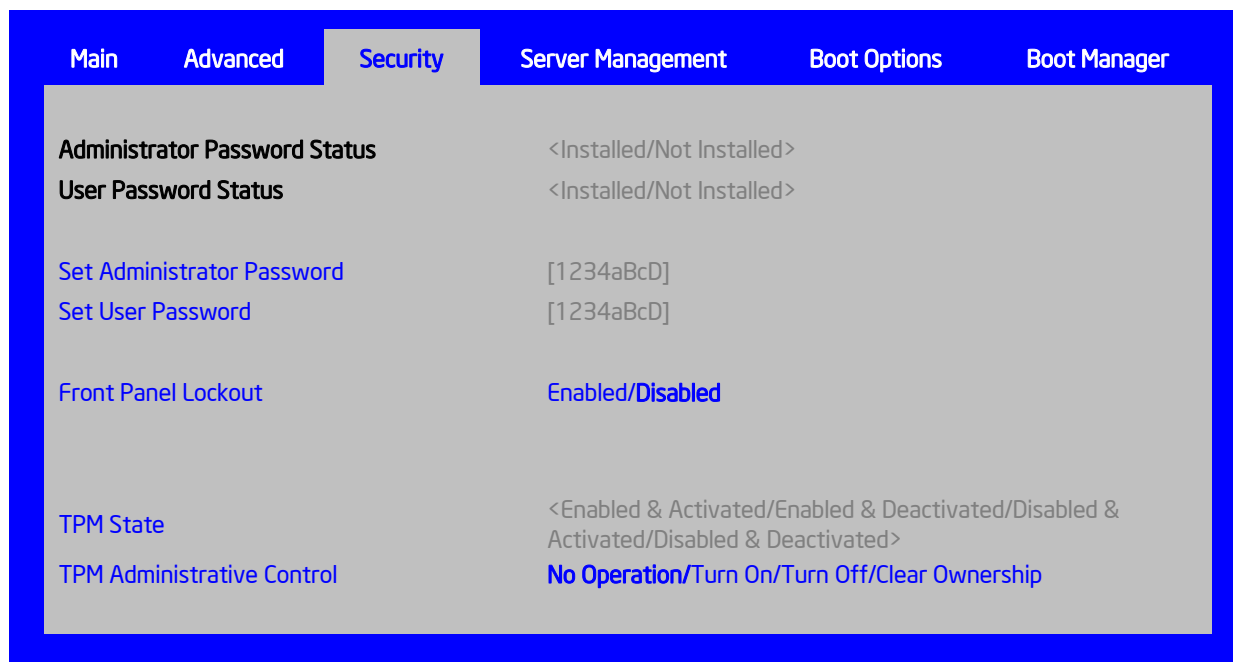 Main Advanced Security Server Management Boot Options Boot Manager
Administrator Password Status <Installed/Not Installed>
User Password Status <Installed/Not Installed>
Set Administrator Password [1234aBcD]
Set User Password [1234aBcD]
Front Panel Lockout Enabled/Disabled
TPM State <Enabled & Activated/Enabled & Deactivated/Disabled &
Activated/Disabled & Deactivated>
TPM Administrative Control No Operation/Turn On/Turn Off/Clear Ownership